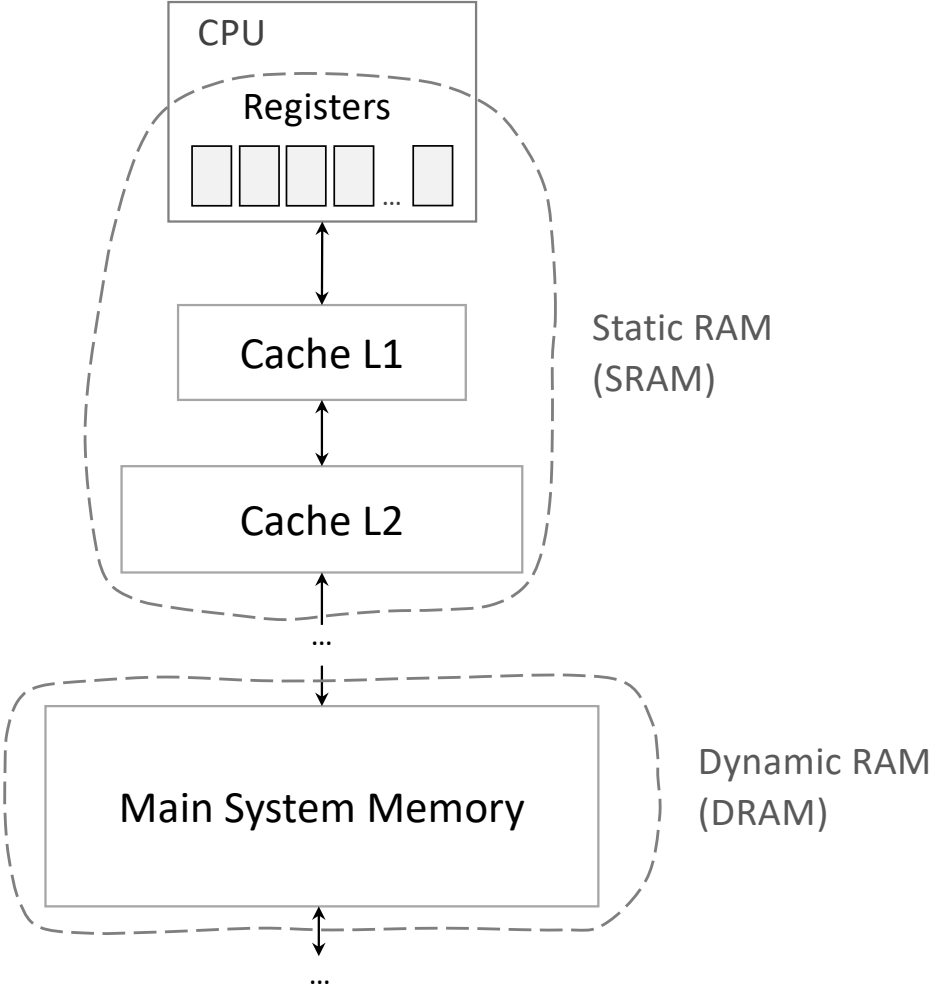 CPU
Registers
...
Cache L1
Static RAM
(SRAM)
Cache L2
...
Main System Memory
Dynamic RAM
(DRAM)
...